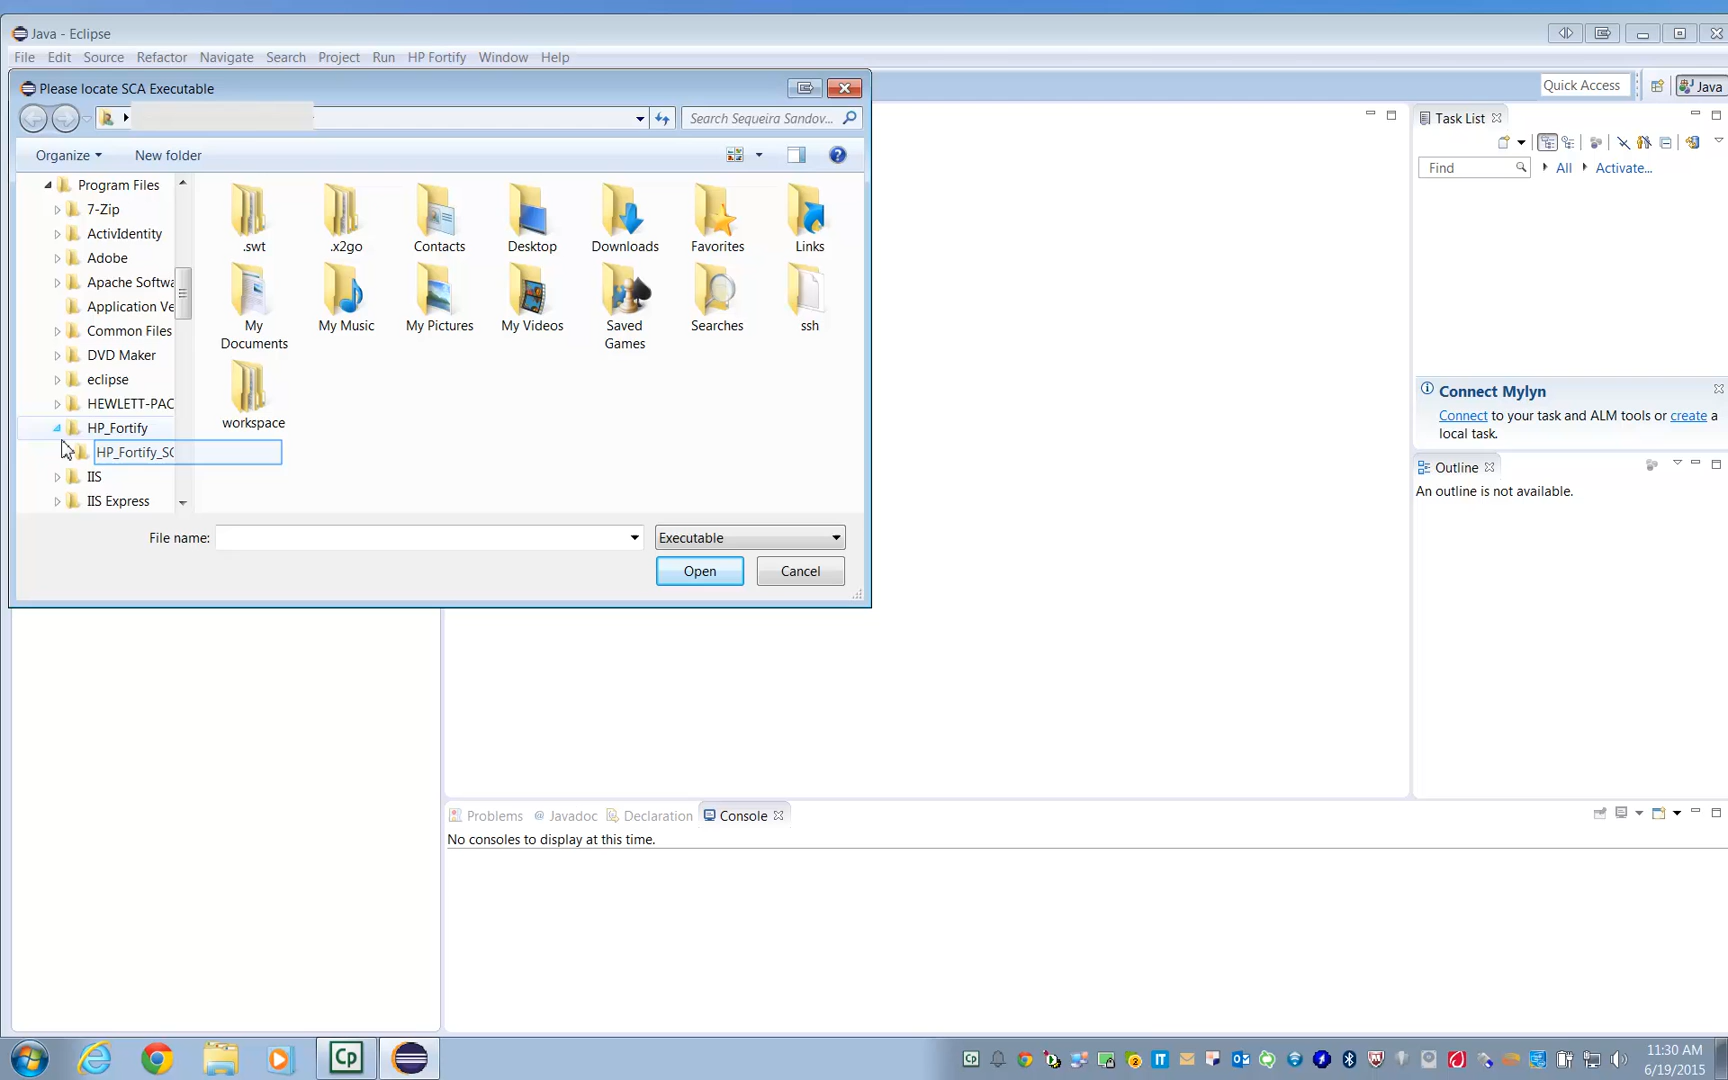 Java - Eclipse
File Edit Source Refactor Navigate Search Project Run HP Fortify Window Help
Please locate SCA Executable
Quick Access
Java
Search Sequeira Sandov...
Organize New folder
Program Files
7-Zip
ActivIdentity
Adobe
Apache Softwa
Application Ve
Common Files
DVD Maker
eclipse
HEWLETT-PAC
HP_Fortify
HP_Fortify_SC
IIS
IIS Express
.swt .x2go Contacts Desktop Downloads Favorites Links
My Documents My Music My Pictures My Videos Saved Games Searches ssh
workspace
File name:
Executable
Open Cancel
Task List
Find
All
Activate...
Connect Mylyn
Connect to your task and ALM tools or create a
local task.
Outline
An outline is not available.
Problems @ Javadoc Declaration Console
No consoles to display at this time.
Cp
Cp
IT
11:30 AM
6/19/2015